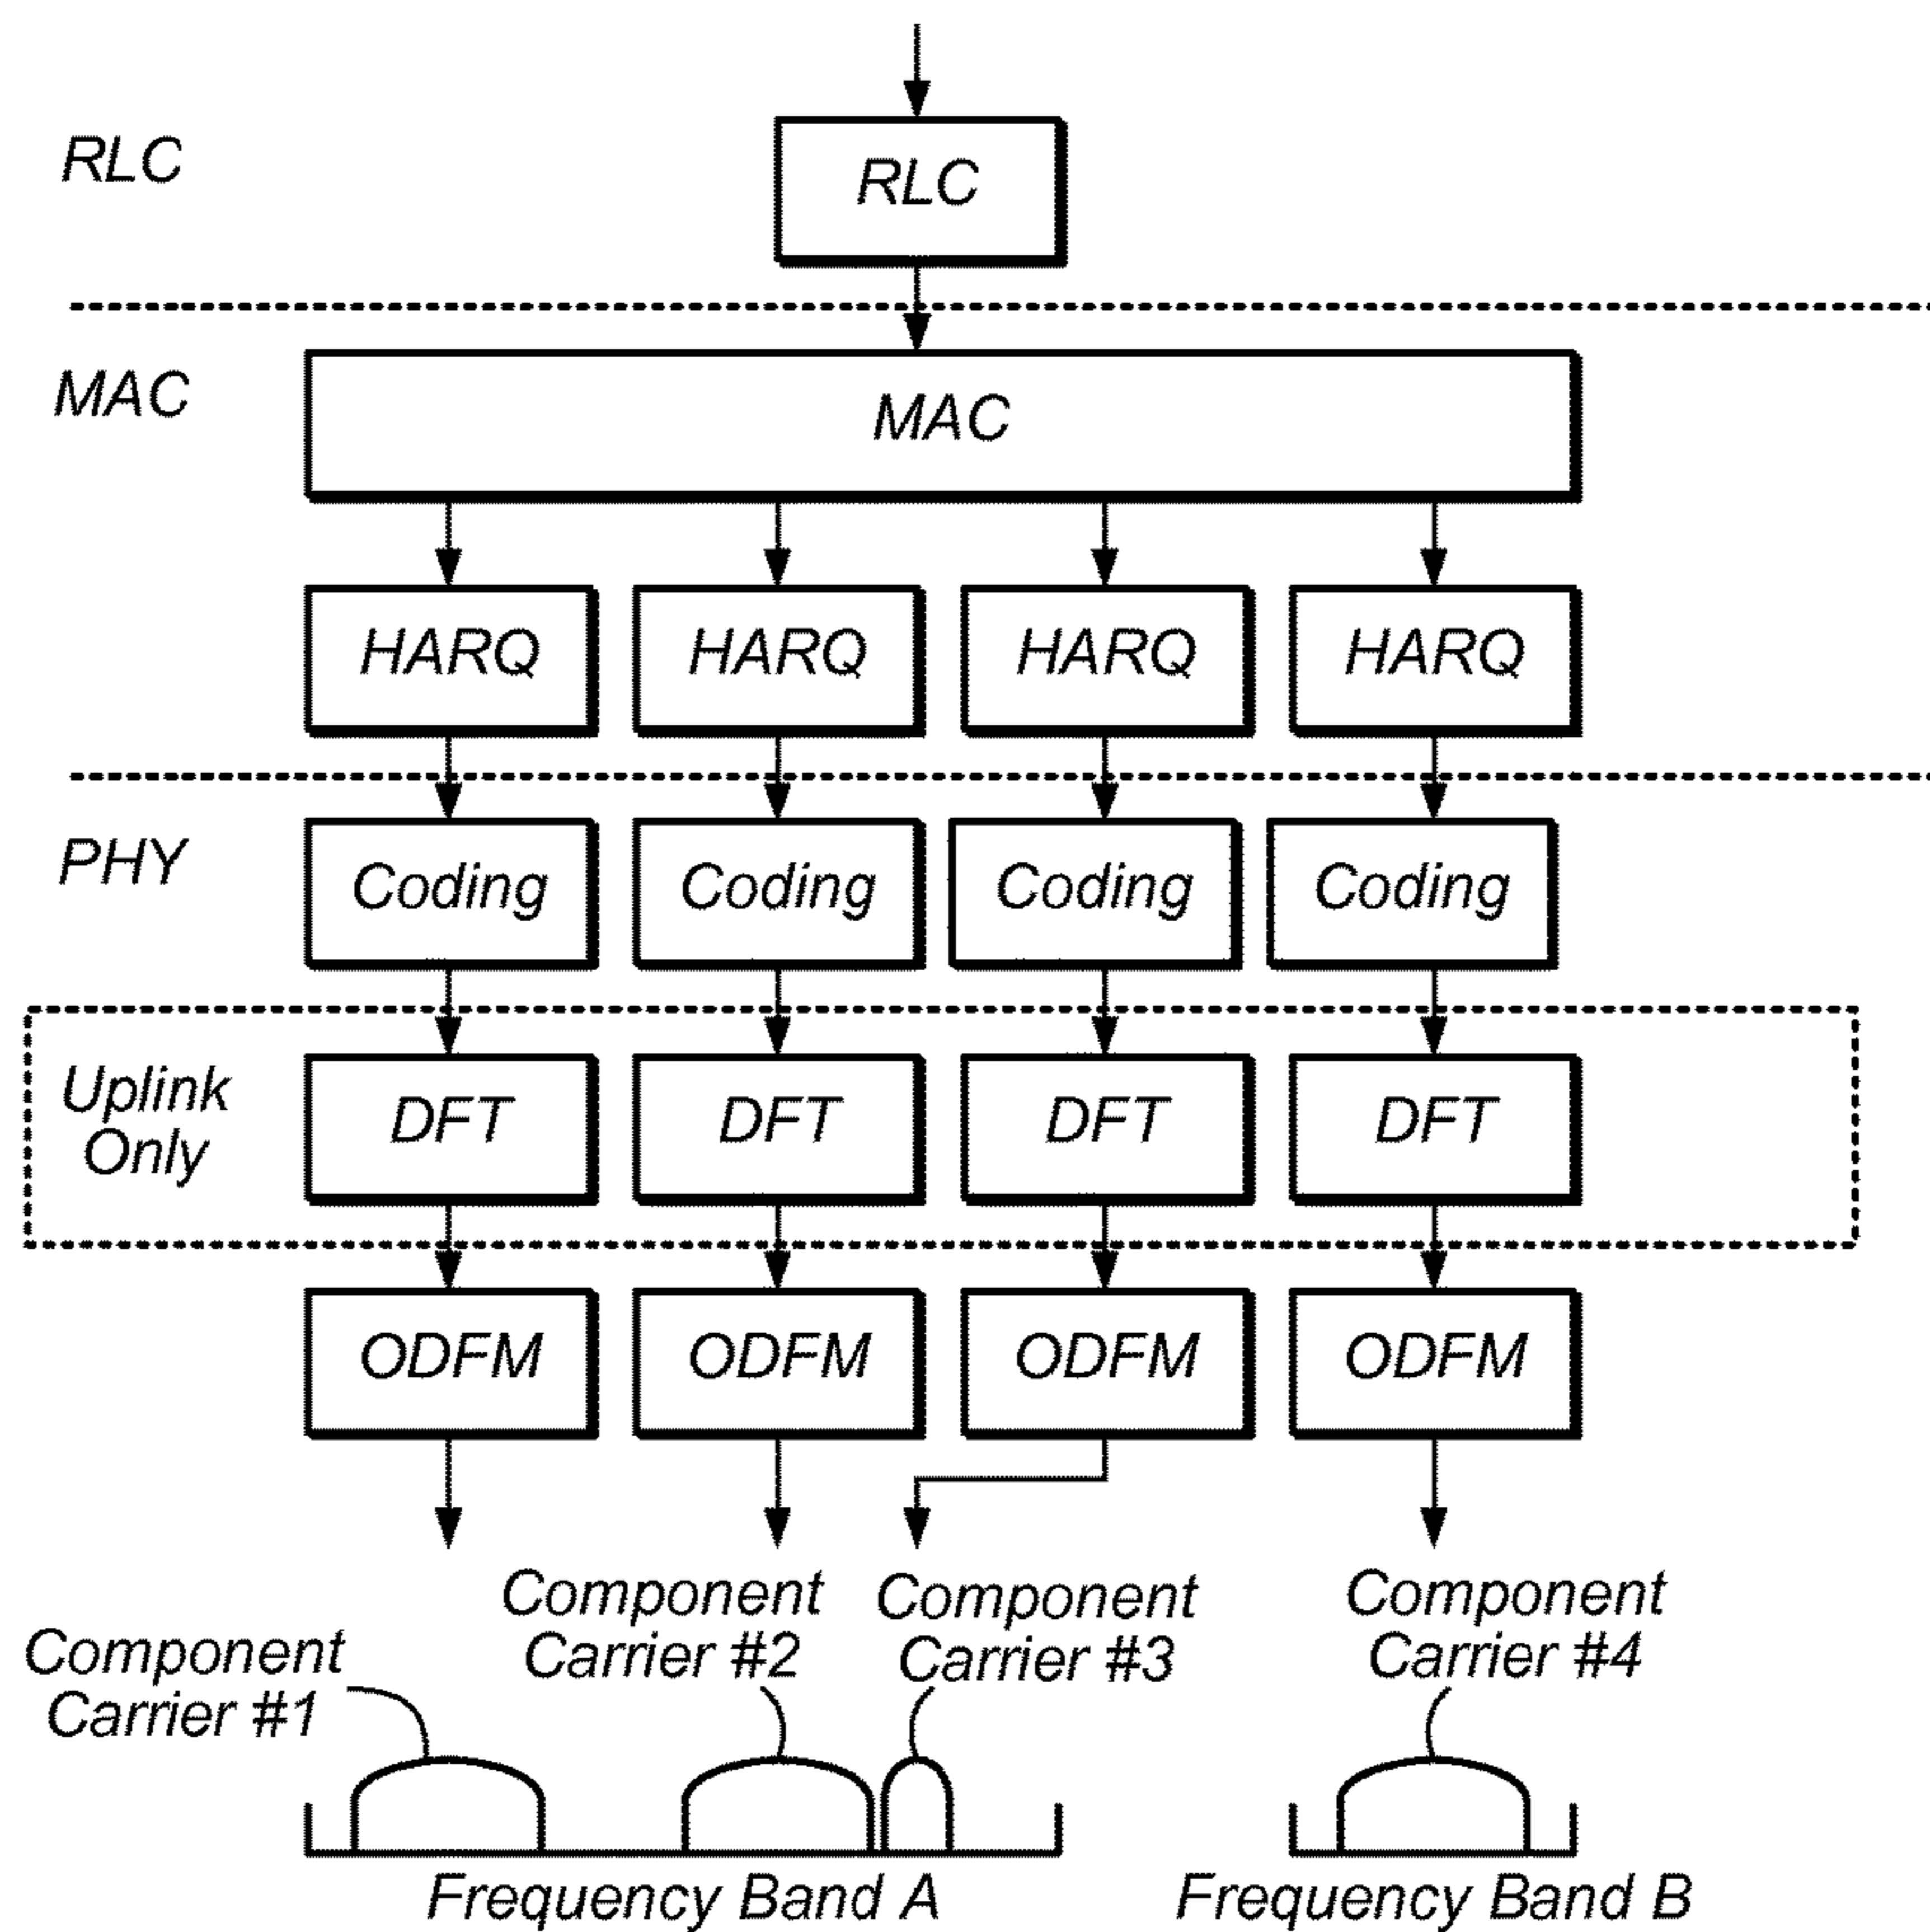 RLC
RLC
MAC
MAC
HARQ HARQ HARQ HARQ
PHY
Coding Coding Coding Coding
Uplink
Only
DFT DFT DFT DFT
ODFM ODFM ODFM ODFM
Component
Carrier #1
Component
Carrier #2
Component
Carrier #3
Component
Carrier #4
Frequency Band A
Frequency Band B